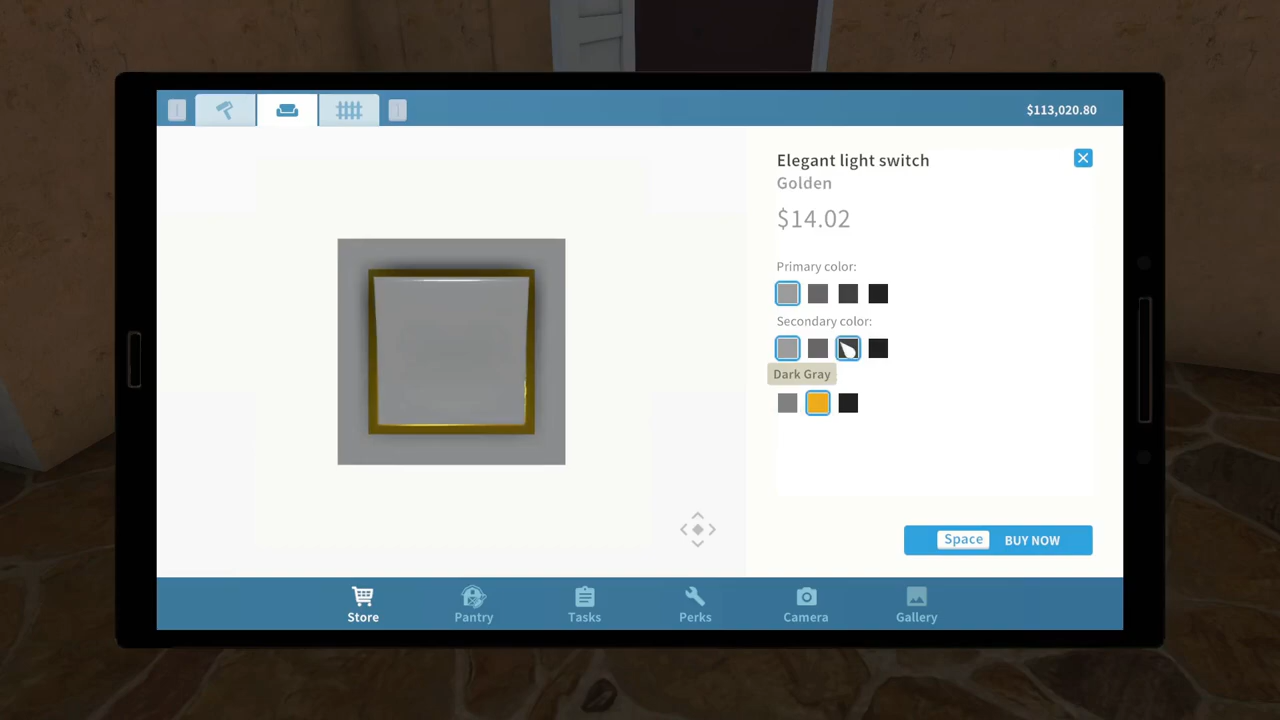 $113,020.80
Elegant light switch
Golden
$14.02
Primary color:
Secondary color:
Dark Gray
Space BUY NOW
Store Pantry Tasks Perks Camera Gallery